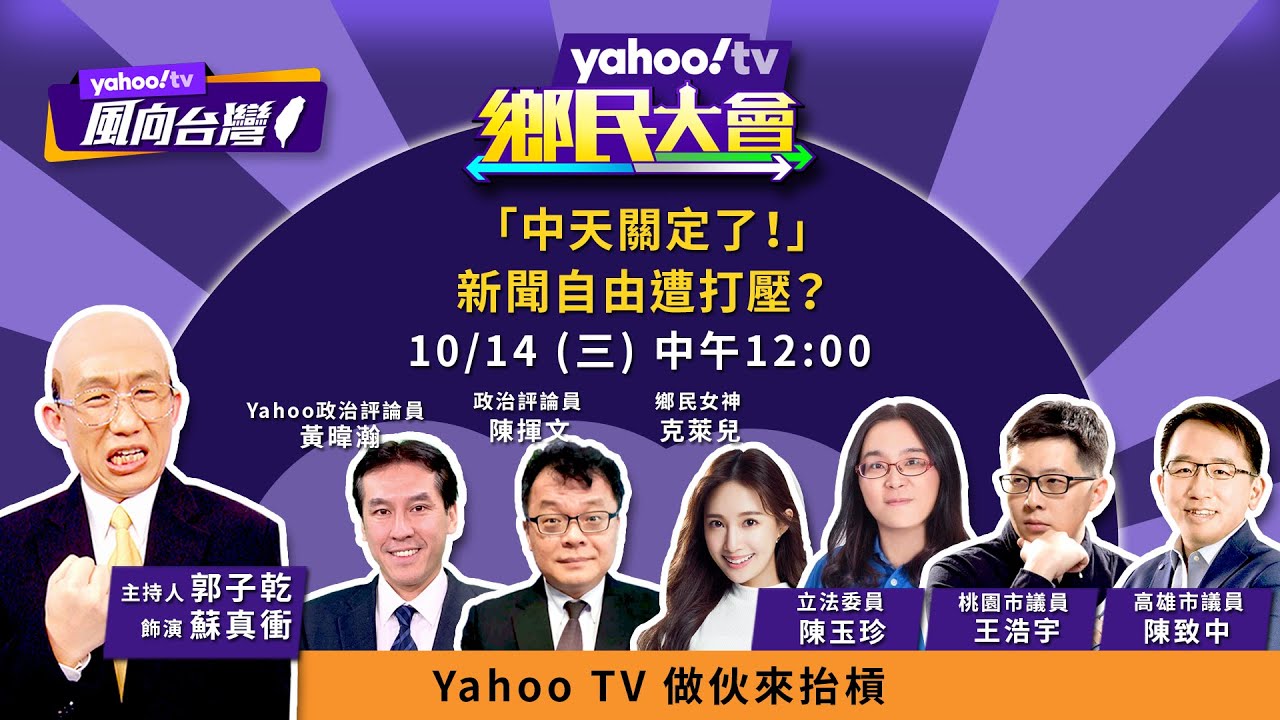 yahoo!tv
風向台灣
yahoo!tv
鄉民大會
「中天關定了！」
新聞自由遭打壓？
10/14 (三) 中午12:00
Yahoo政治評論員
黃暐瀚
政治評論員
陳揮文
鄉民女神
克萊兒
主持人 郭子乾
飾演 蘇真衝
立法委員
陳玉珍
桃園市議員
王浩宇
高雄市議員
陳致中
Yahoo TV 做伙來抬槓